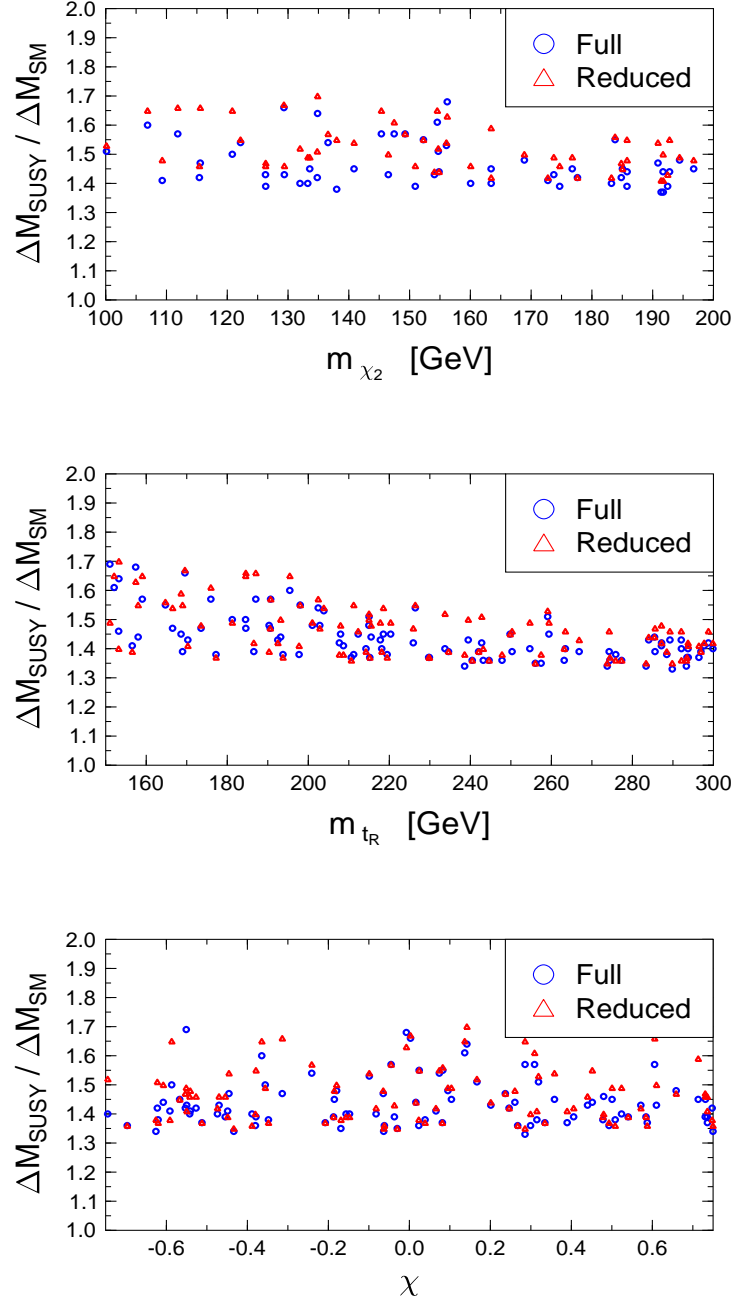 ΔM_SUSY / ΔM_SM
2.0
1.9
1.8
1.7
1.6
1.5
1.4
1.3
1.2
1.1
1.0
Full
Reduced
100 110 120 130 140 150 160 170 180 190 200
m χ₂ [GeV]
ΔM_SUSY / ΔM_SM
2.0
1.9
1.8
1.7
1.6
1.5
1.4
1.3
1.2
1.1
1.0
Full
Reduced
160 180 200 220 240 260 280 300
m t_R [GeV]
ΔM_SUSY / ΔM_SM
2.0
1.9
1.8
1.7
1.6
1.5
1.4
1.3
1.2
1.1
1.0
Full
Reduced
-0.6 -0.4 -0.2 0.0 0.2 0.4 0.6
χ